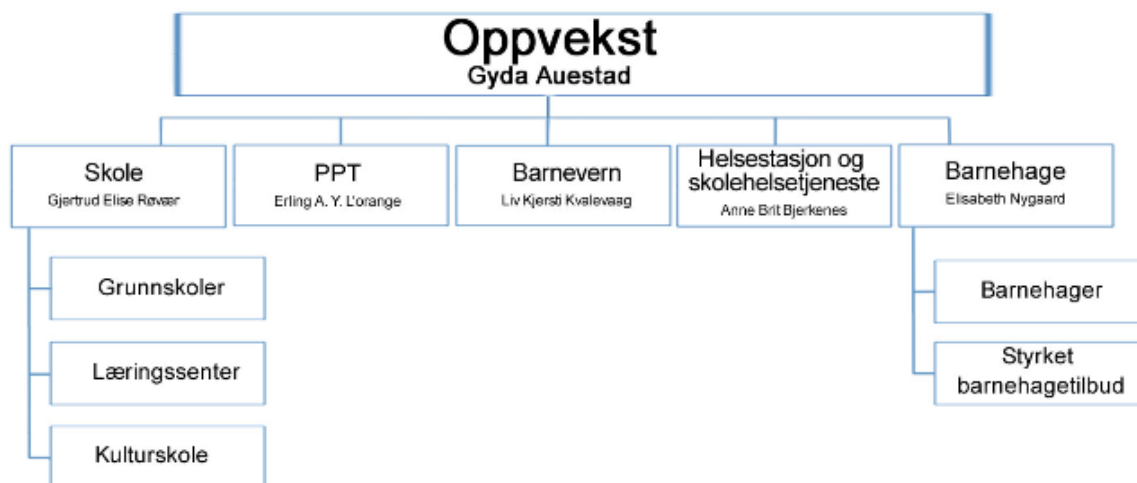 Oppvekst
Gyda Auestad
Skole
Gjertrud Elise Røvær
PPT
Erling A. Y. L'orange
Barnevern
Liv Kjersti Kvalevaag
Helsestasjon og
skolehelsetjeneste
Anne Brit Bjerkenes
Barnehage
Elisabeth Nygaard
Grunnskoler
Læringssenter
Kulturskole
Barnehager
Styrket
barnehagetilbud